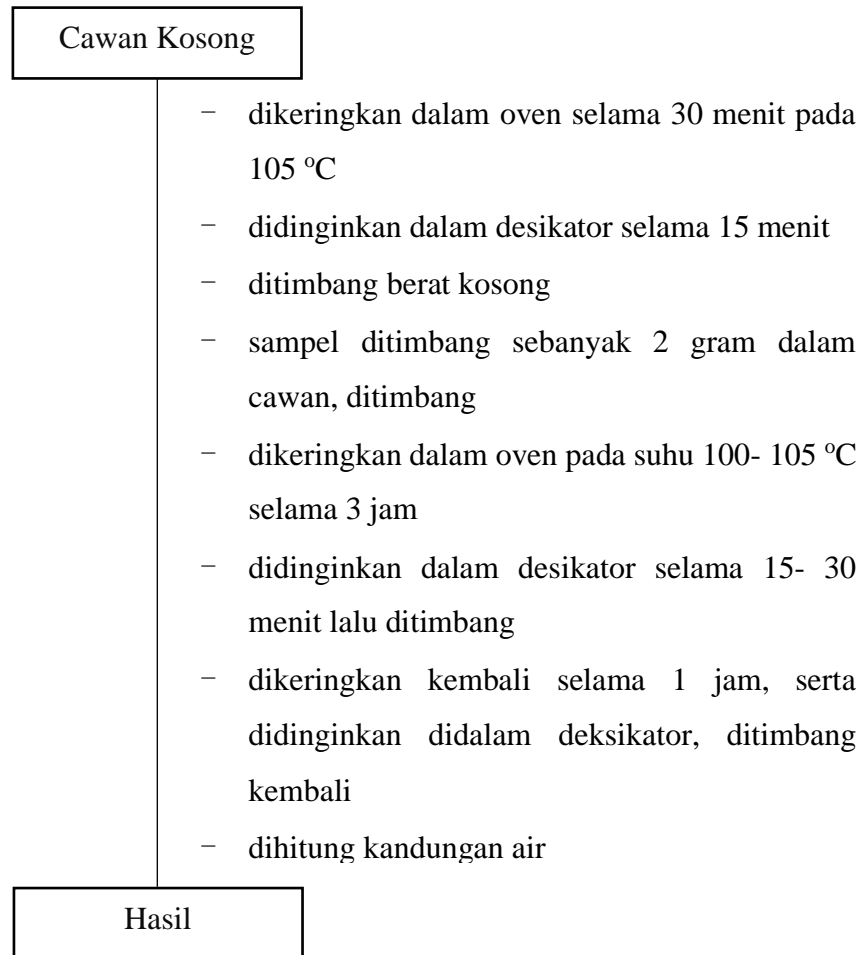 Cawan Kosong
- dikeringkan dalam oven selama 30 menit pada
105 ºC
- didinginkan dalam desikator selama 15 menit
- ditimbang berat kosong
- sampel ditimbang sebanyak 2 gram dalam
cawan, ditimbang
- dikeringkan dalam oven pada suhu 100- 105 ºC
selama 3 jam
- didinginkan dalam desikator selama 15- 30
menit lalu ditimbang
- dikeringkan kembali selama 1 jam, serta
didinginkan didalam deksikator, ditimbang
kembali
- dihitung kandungan air
Hasil